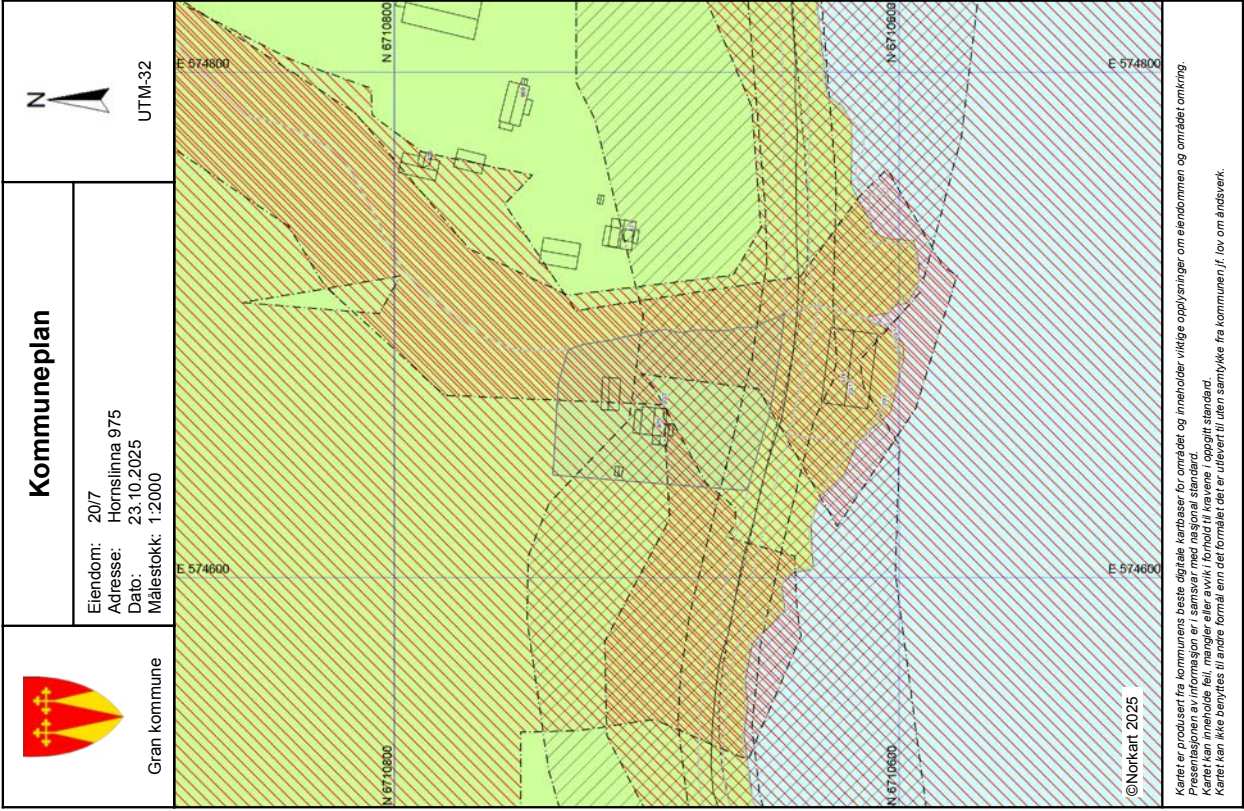 Gran kommune
Kommuneplan
Eiendom: 20/7
Adresse: Hornslinna 975
Dato: 23.10.2025
Målestokk: 1:2000
N
UTM-32
E 574800
E 574800
E 574600
E 574600
N 6710800
N 6710800
N 6710600
N 6710600
©Norkart 2025
Kartet er produsert fra kommunens beste digitale kartbaser for området og inneholder viktige opplysninger om eiendommen og området omkring.
Presentasjonen av informasjon er i samsvar med nasjonal standard.
Kartet kan inneholde feil, mangler eller avvik i forhold til kravene i oppgitt standard.
Kartet kan ikke benyttes til andre formål enn det formålet det er utlevert til uten samtykke fra kommunen jf. lov om åndsverk.